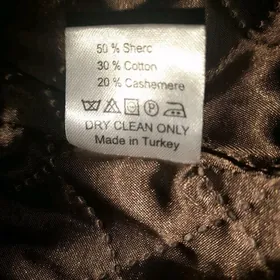 50 % Sherc
30 % Cotton
20 % Cashemere
DRY CLEAN ONLY
Made in Turkey